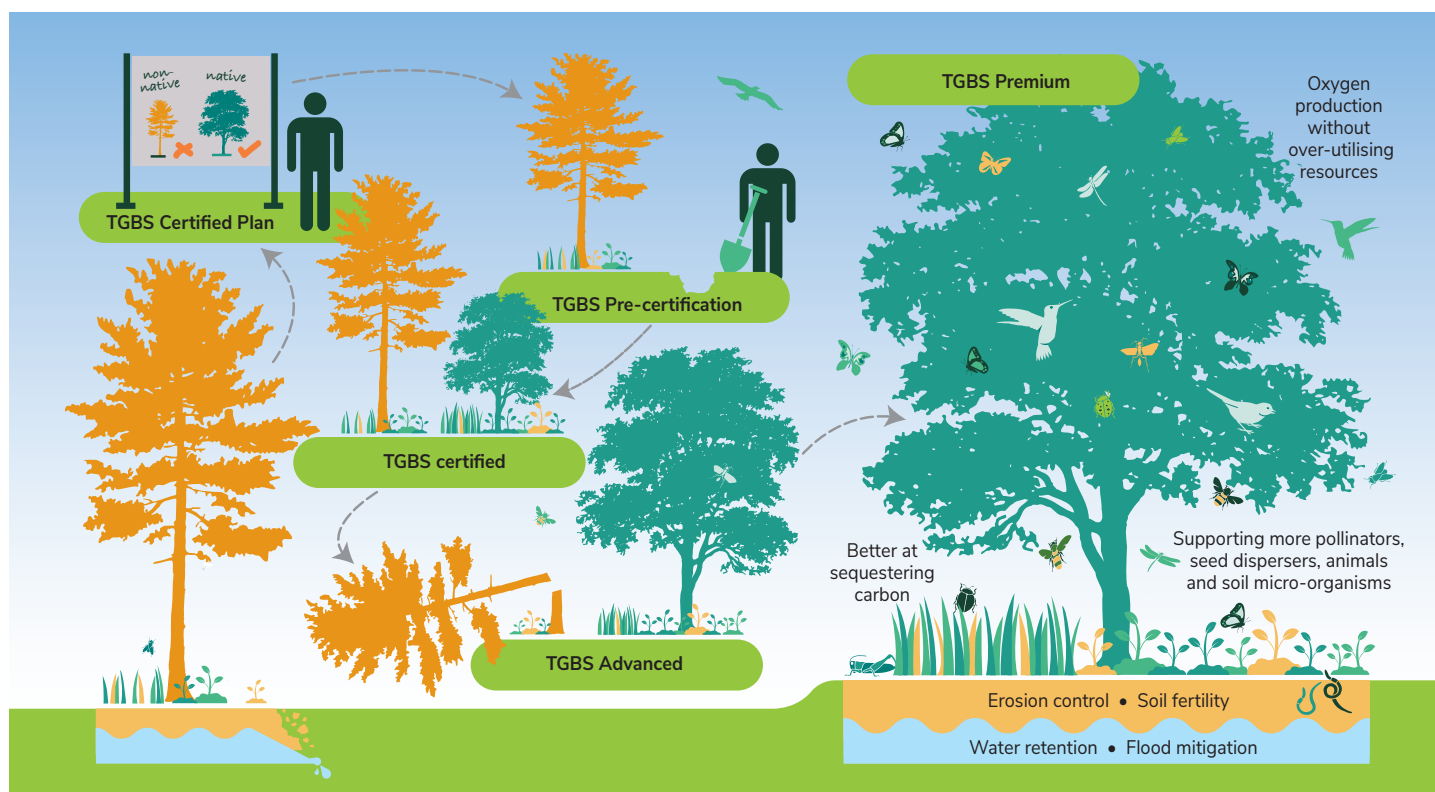 non-
native
native
TGBS Certified Plan
TGBS Pre-certification
TGBS certified
TGBS Advanced
TGBS Premium
Oxygen
production
without
over-utilising
resources
Better at
sequestering
carbon
Supporting more pollinators,
seed dispersers, animals
and soil micro-organisms
Erosion control • Soil fertility
Water retention • Flood mitigation